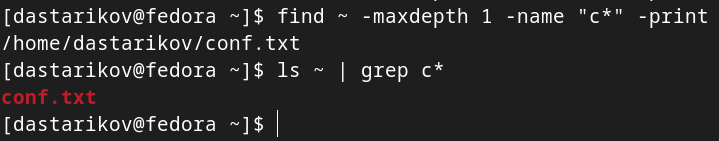 [dastarikov@fedora ~]$ find ~ -maxdepth 1 -name "c*" -print
/home/dastarikov/conf.txt
[dastarikov@fedora ~]$ ls ~ | grep c*
conf.txt
[dastarikov@fedora ~]$